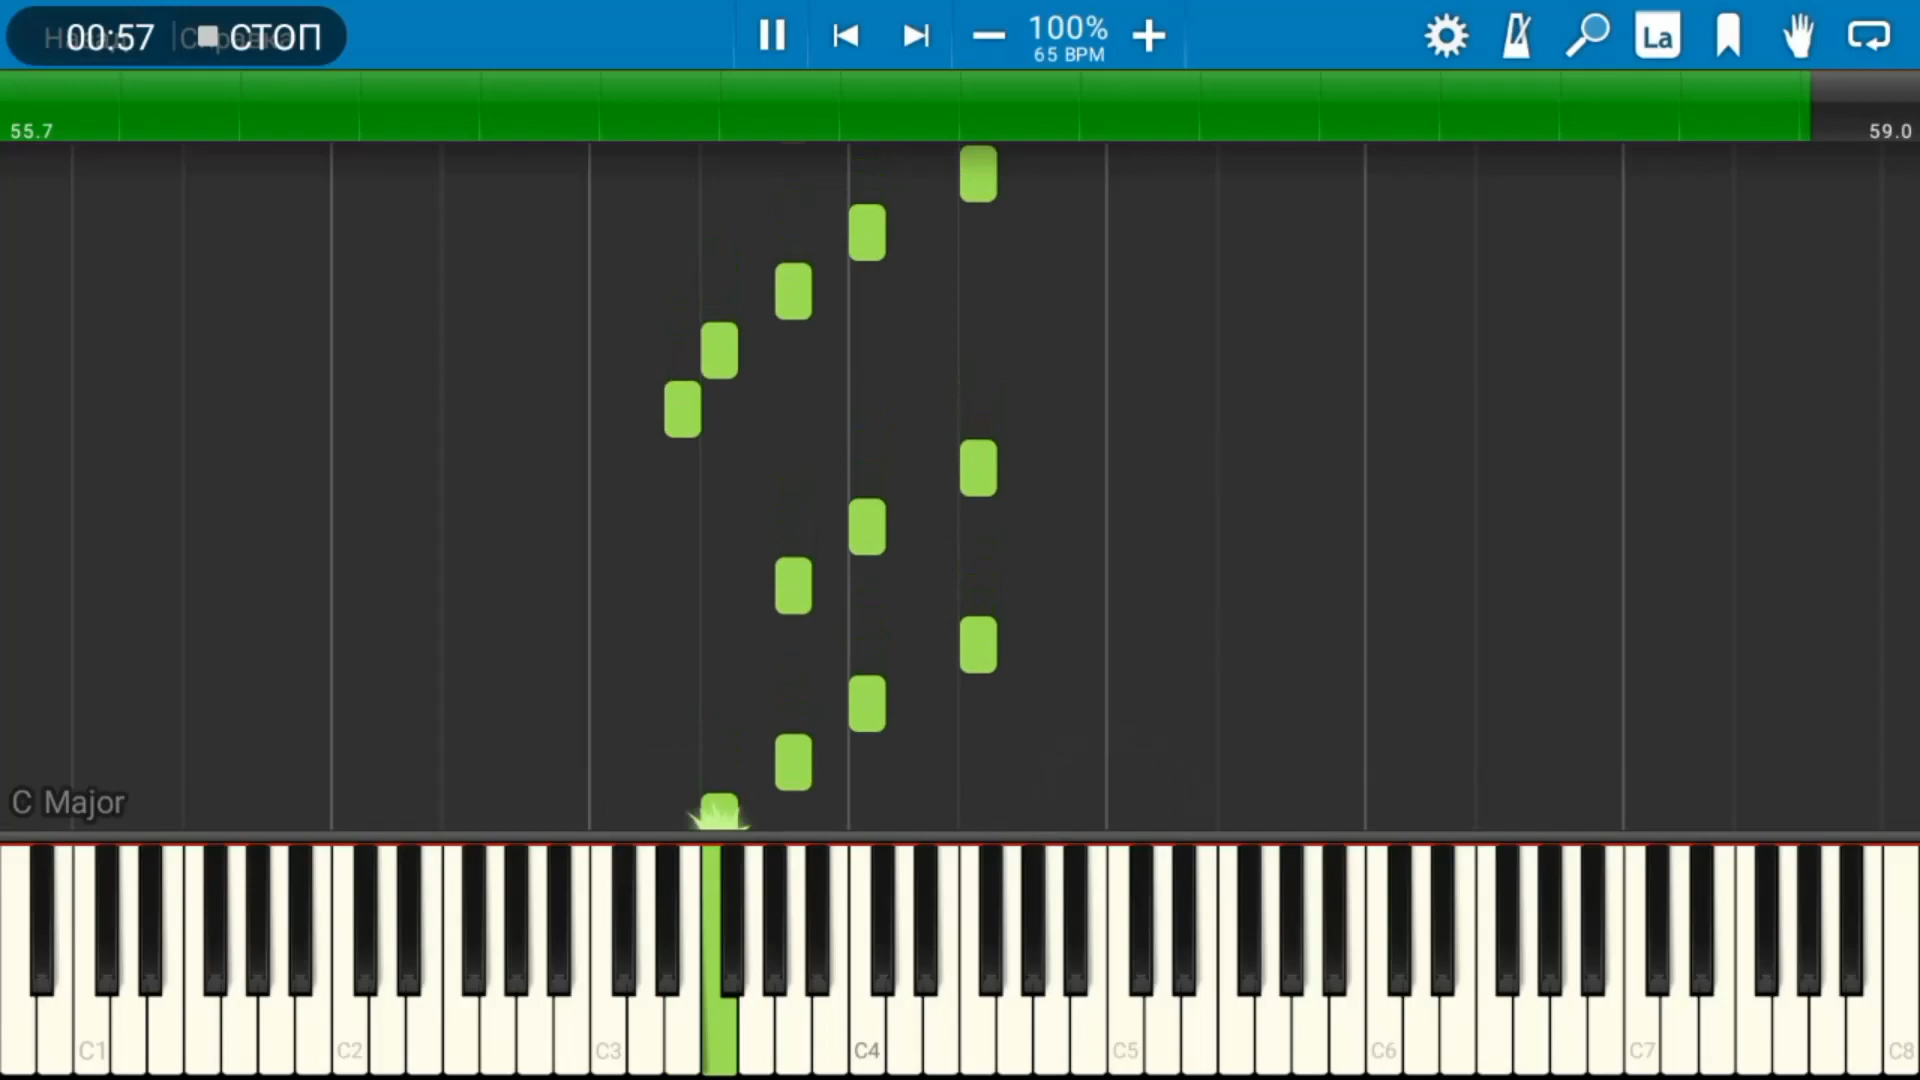 00:57 СТОП
100%
65 BPM
La
55.7
59.0
C Major
C1 C2 C3 C4 C5 C6 C7 C8